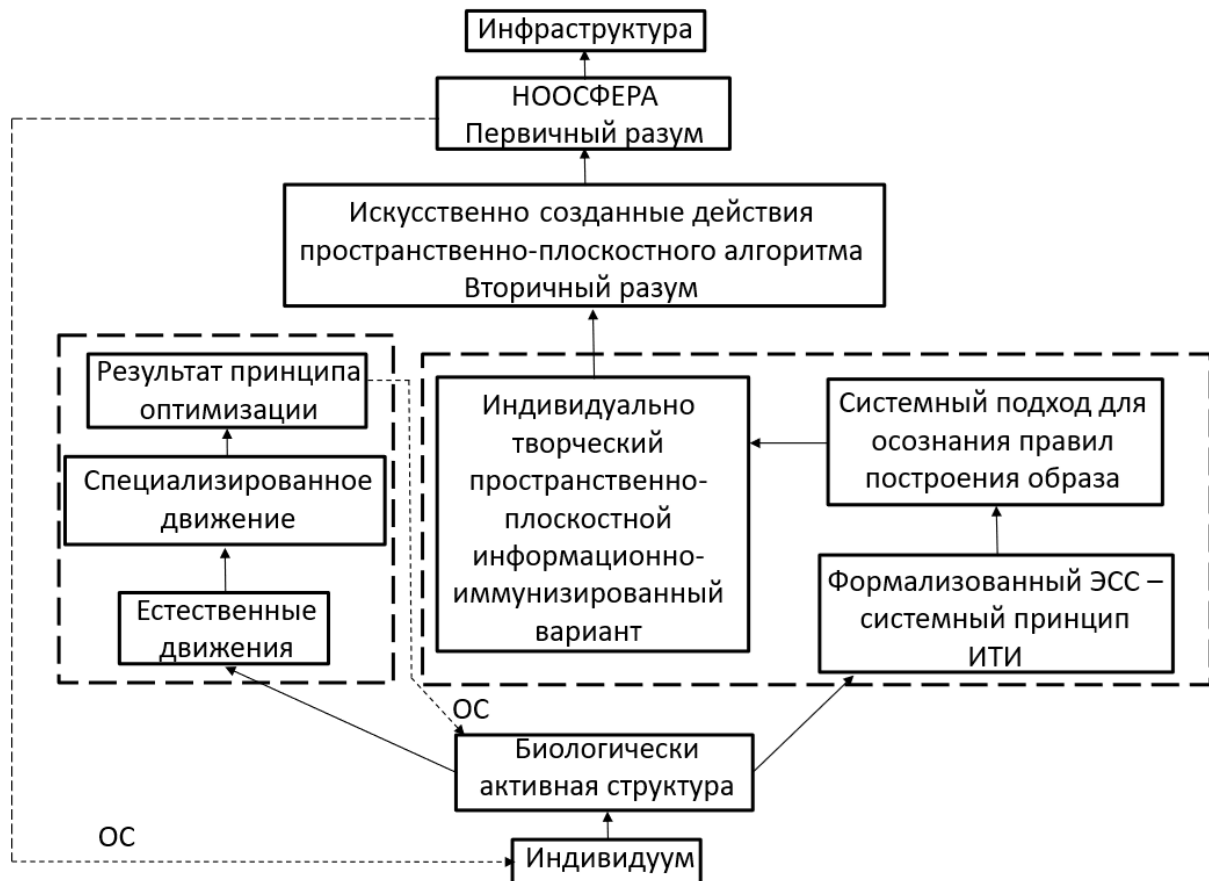 Инфраструктура
НООСФЕРА
Первичный разум
Искусственно созданные действия
пространственно-плоскостного алгоритма
Вторичный разум
Результат принципа
оптимизации
Специализированное
движение
Естественные
движения
Индивидуально
творческий
пространственно-
плоскостной
информационно-
иммунизированный
вариант
Системный подход для
осознания правил
построения образа
Формализованный ЭСС –
системный принцип
ИТИ
ОС
Биологически
активная структура
ОС
Индивидуум